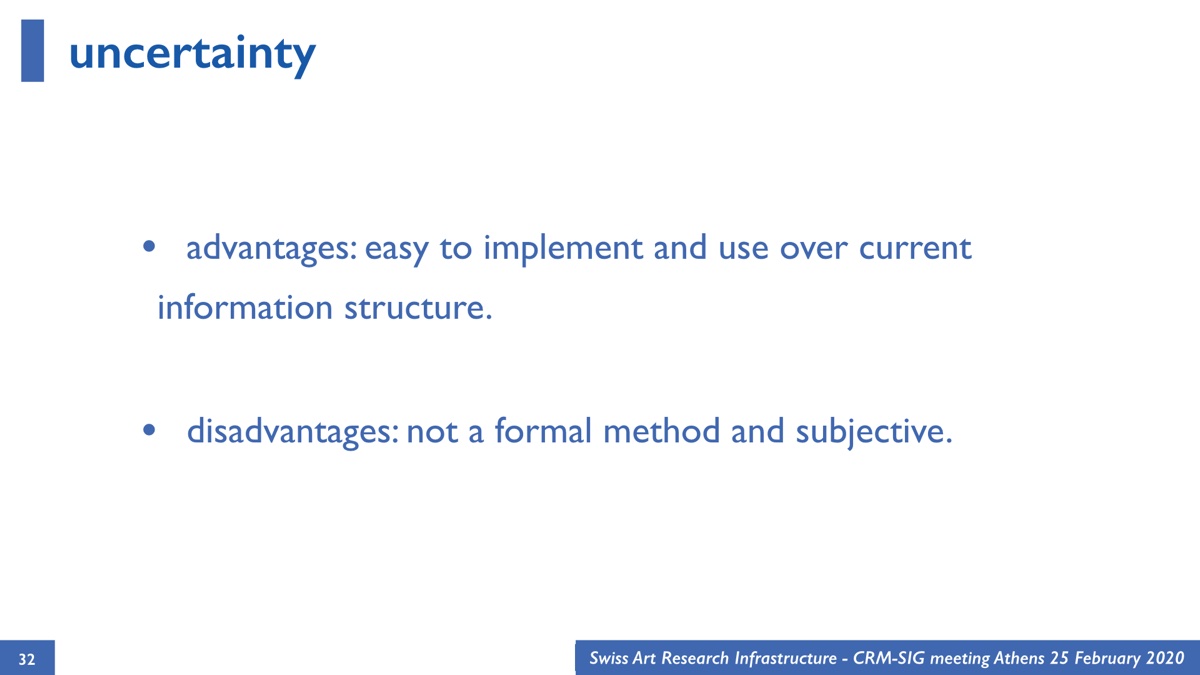 uncertainty
• advantages: easy to implement and use over current
information structure.
• disadvantages: not a formal method and subjective.
32
Swiss Art Research Infrastructure - CRM-SIG meeting Athens 25 February 2020